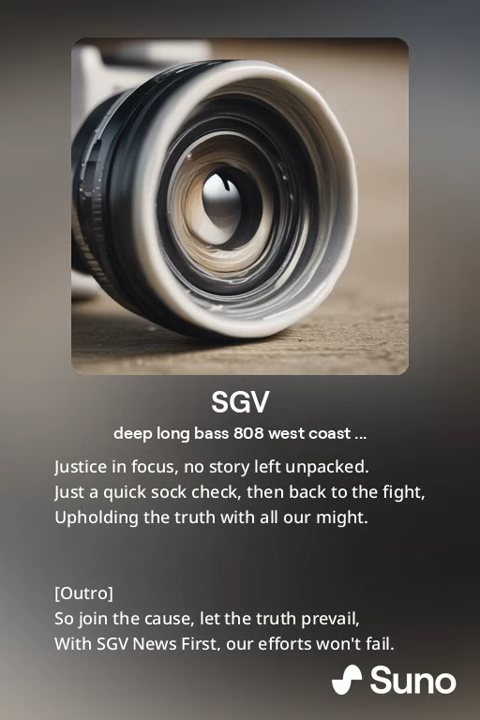 SGV
deep long bass 808 west coast ...
Justice in focus, no story left unpacked.
Just a quick sock check, then back to the fight,
Upholding the truth with all our might.
[Outro]
So join the cause, let the truth prevail,
With SGV News First, our efforts won't fail.
Suno